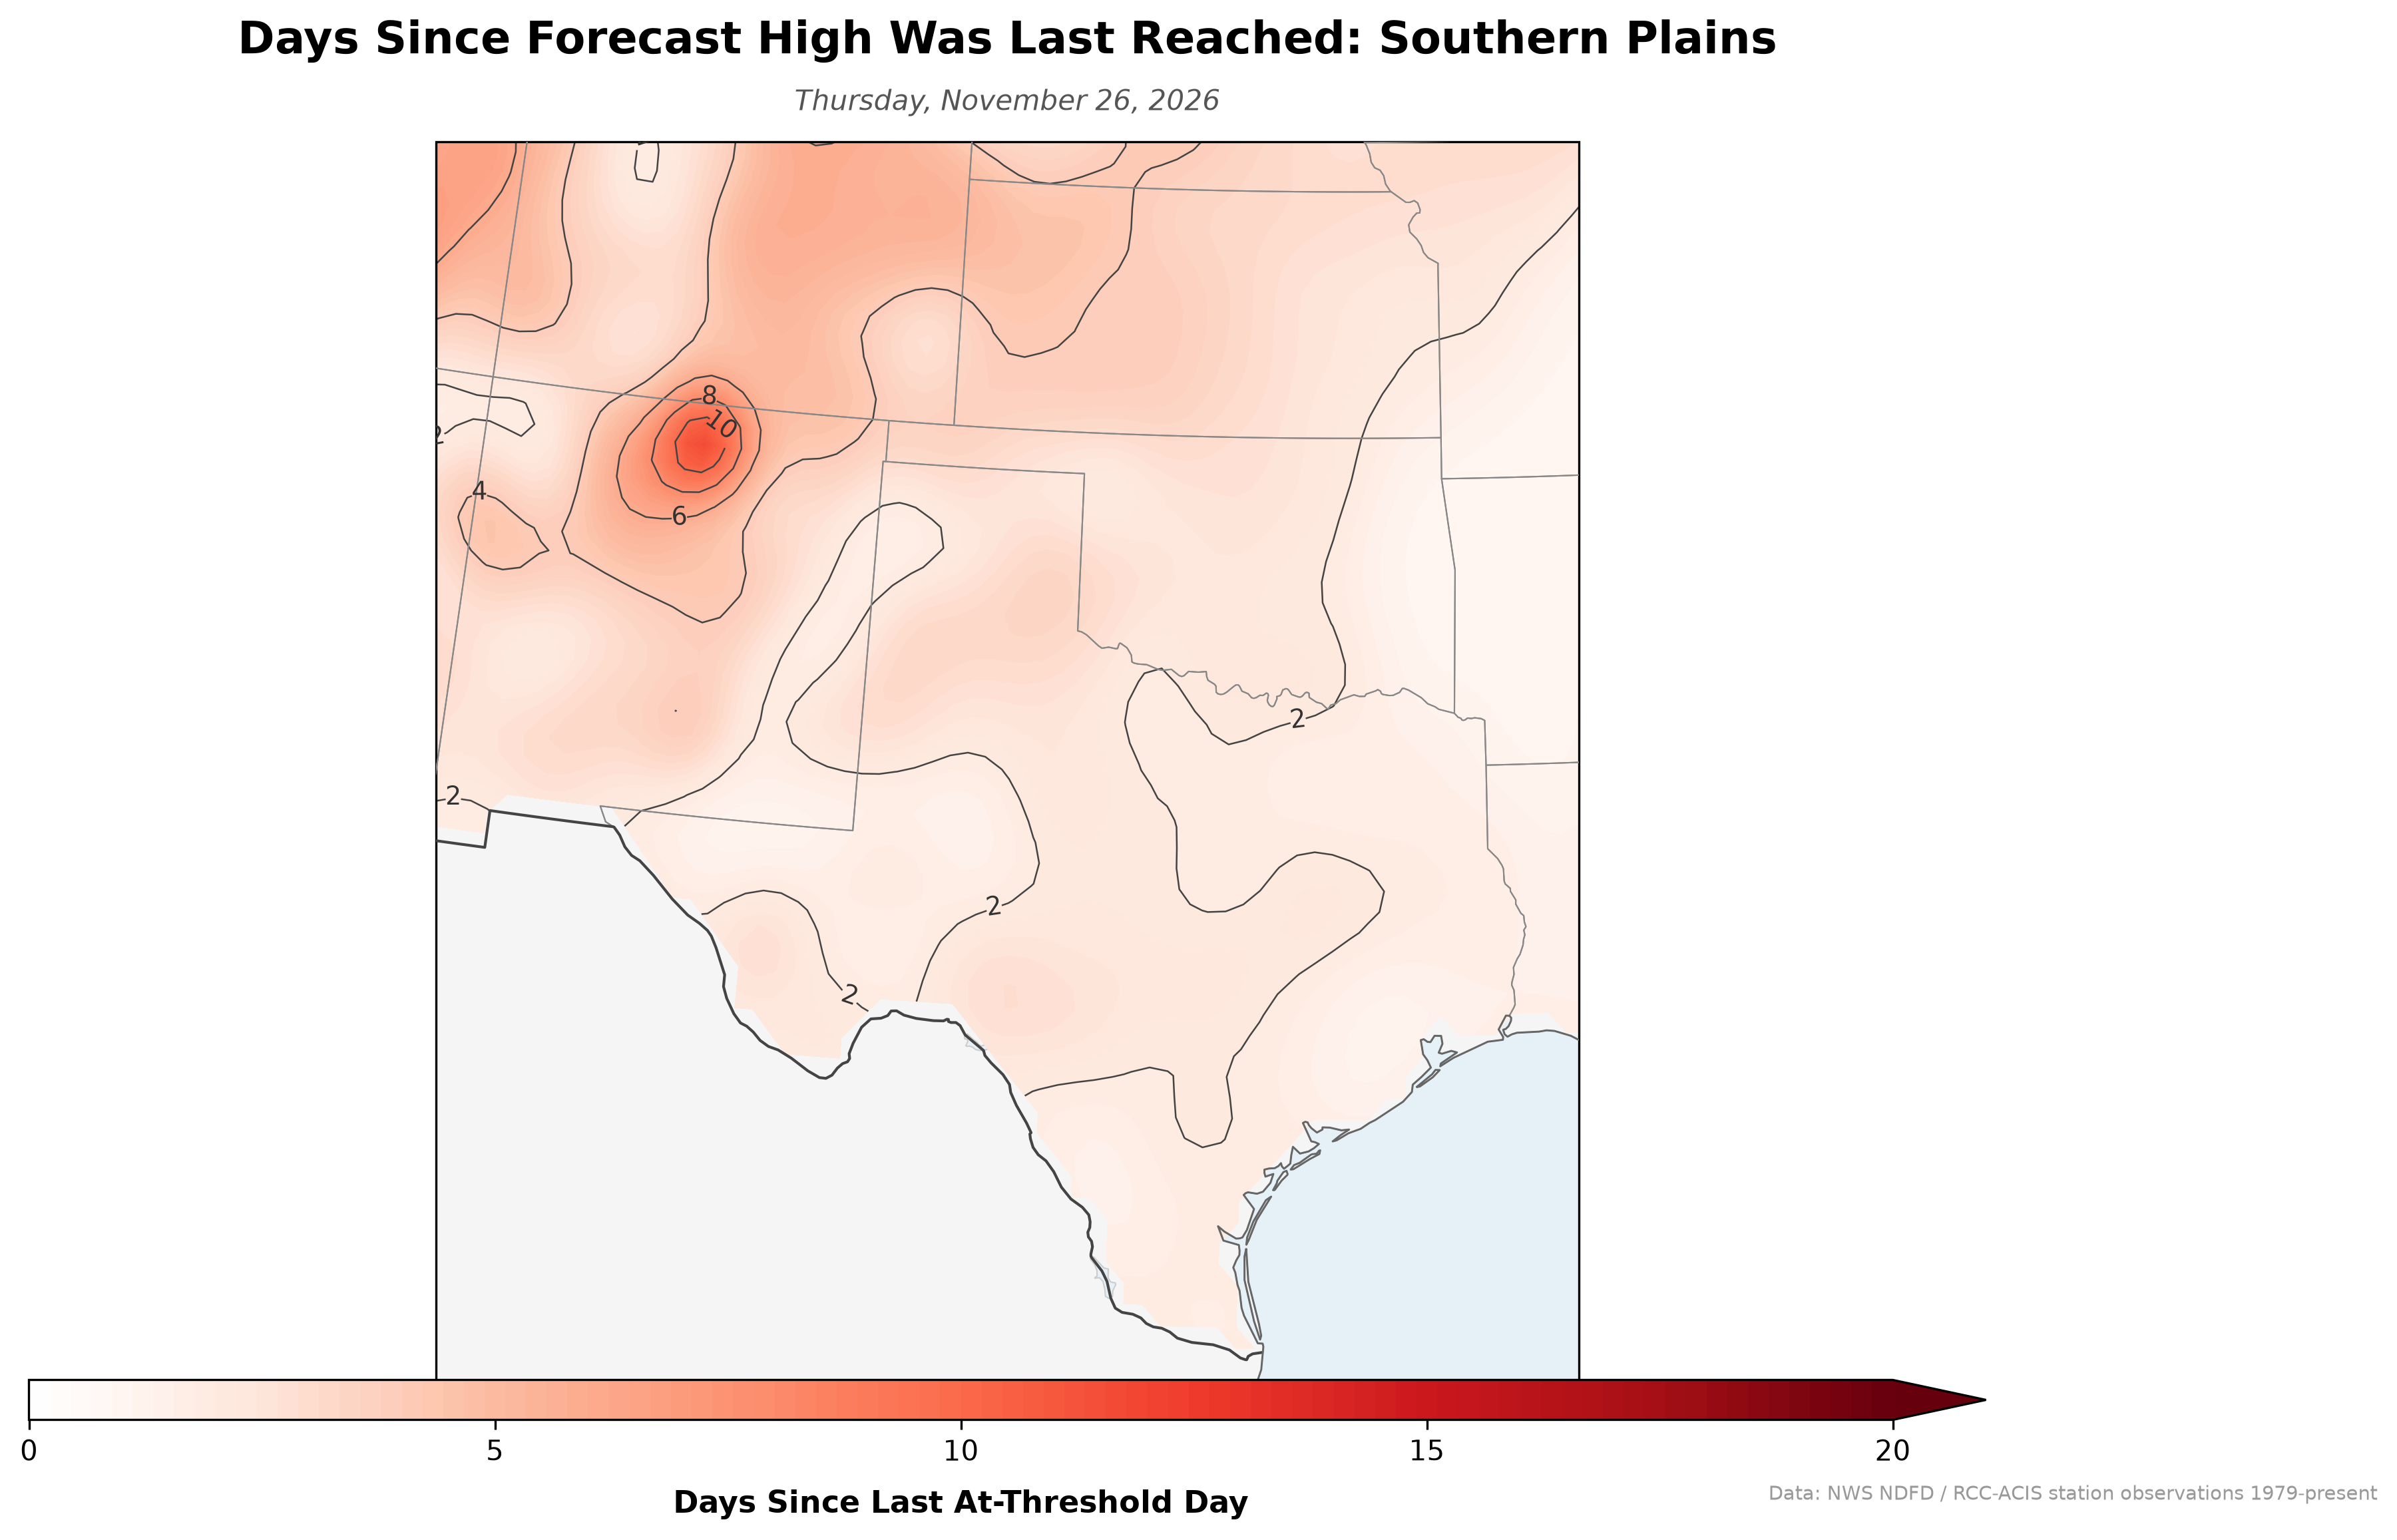 Days Since Forecast High Was Last Reached: Southern Plains
Thursday, November 26, 2026
8
10
2
4
6
2
2
2
2
0 5 10 15 20
Days Since Last At-Threshold Day
Data: NWS NDFD / RCC-ACIS station observations 1979-present